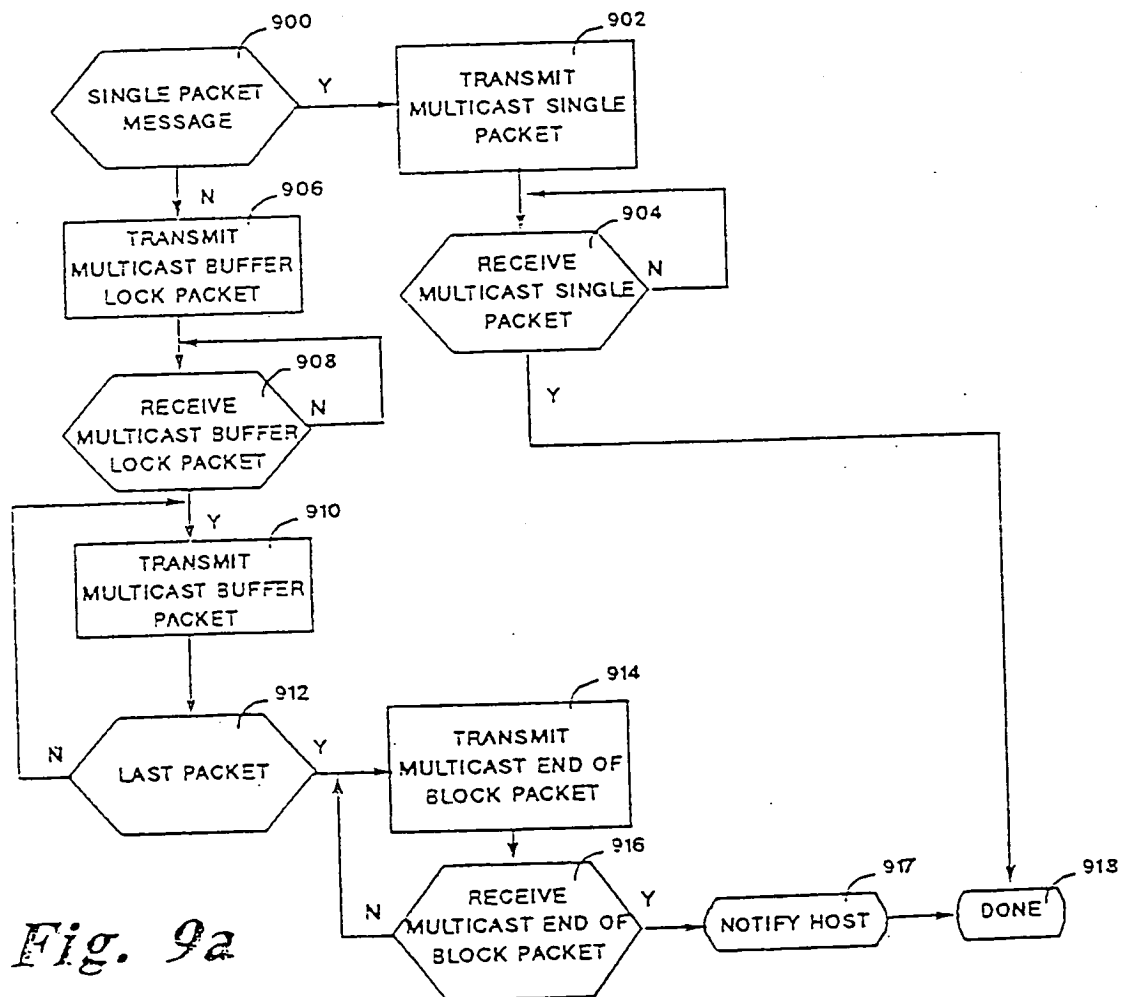 900
SINGLE PACKET
MESSAGE
Y
902
TRANSMIT
MULTICAST SINGLE
PACKET
N
906
TRANSMIT
MULTICAST BUFFER
LOCK PACKET
904
RECEIVE
MULTICAST SINGLE
PACKET
N
Y
908
RECEIVE
MULTICAST BUFFER
LOCK PACKET
N
Y
910
TRANSMIT
MULTICAST BUFFER
PACKET
912
LAST PACKET
N
Y
914
TRANSMIT
MULTICAST END OF
BLOCK PACKET
916
RECEIVE
MULTICAST END OF
BLOCK PACKET
N
Y
917
NOTIFY HOST
918
DONE
Fig. 9a